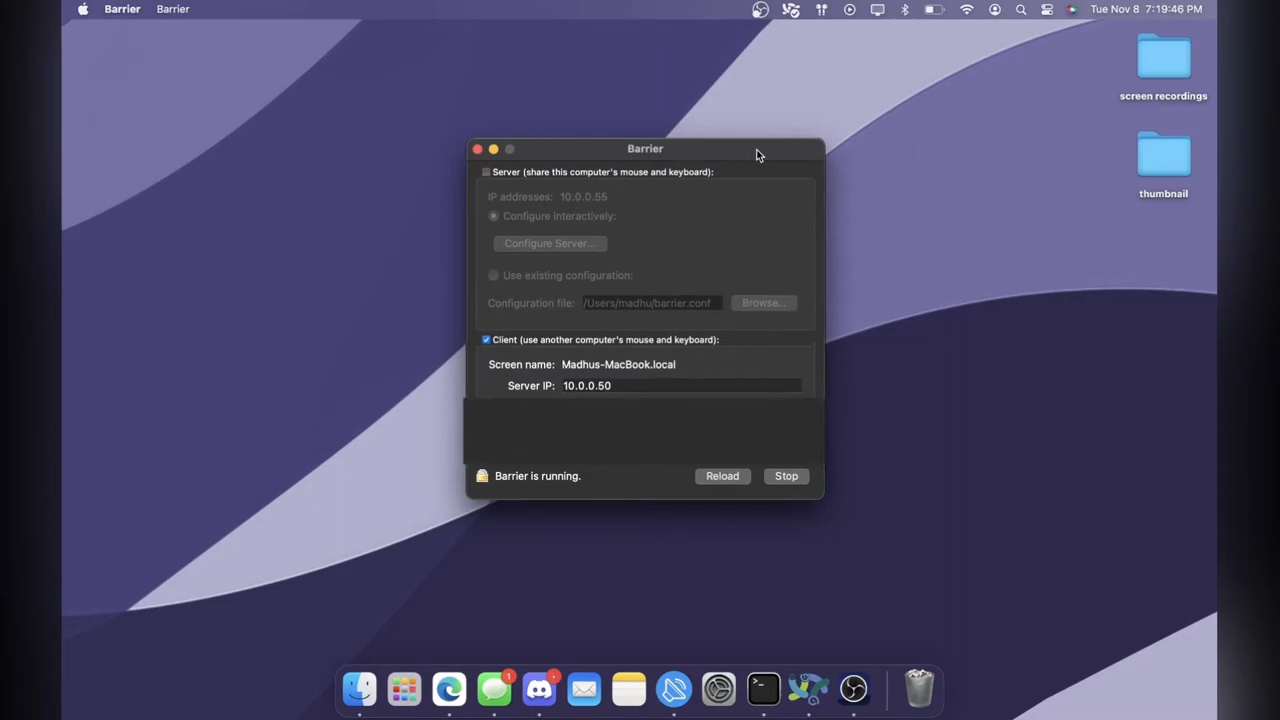 Barrier Barrier Tue Nov 8 7:19:46 PM
screen recordings
thumbnail
Barrier
Server (share this computer's mouse and keyboard):
IP addresses: 10.0.0.55
Configure interactively:
Configure Server...
Use existing configuration:
Configuration file: /Users/madhu/barrier.conf Browse...
Client (use another computer's mouse and keyboard):
Screen name: Madhus-MacBook.local
Server IP: 10.0.0.50
Barrier is running. Reload Stop
1